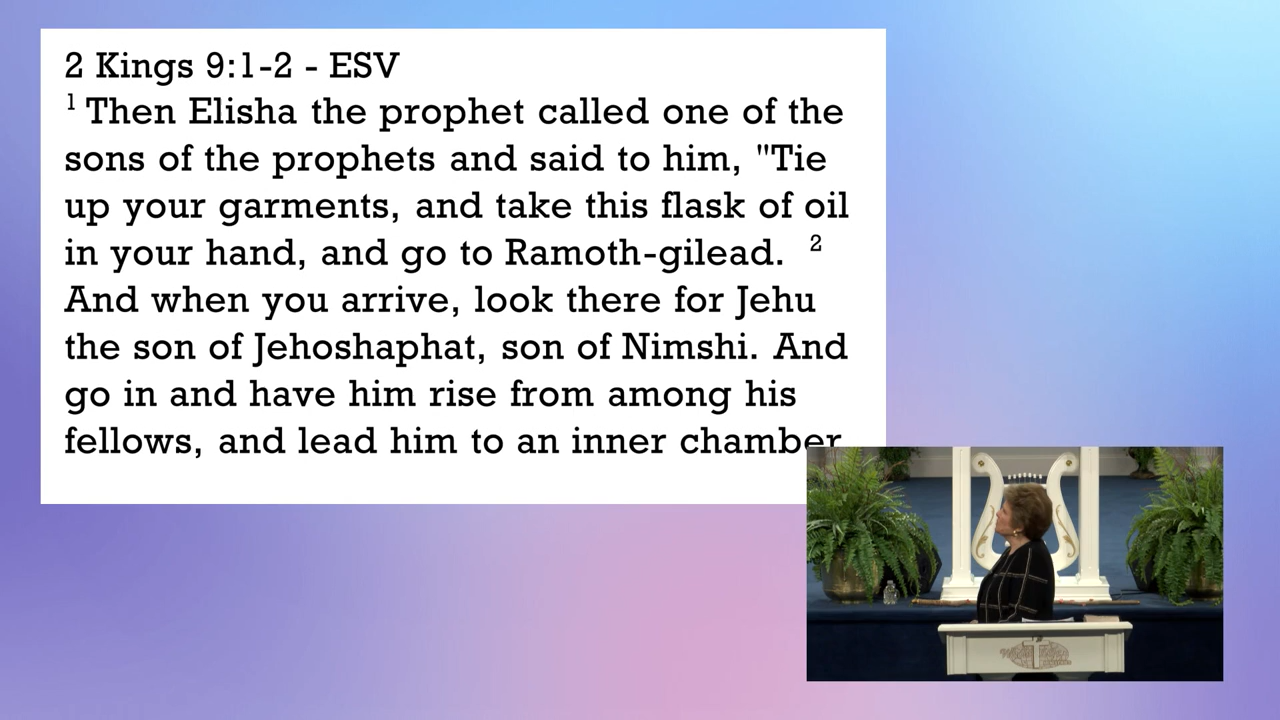 2 Kings 9:1-2 - ESV
1 Then Elisha the prophet called one of the
sons of the prophets and said to him, "Tie
up your garments, and take this flask of oil
in your hand, and go to Ramoth-gilead. 2
And when you arrive, look there for Jehu
the son of Jehoshaphat, son of Nimshi. And
go in and have him rise from among his
fellows, and lead him to an inner chamber